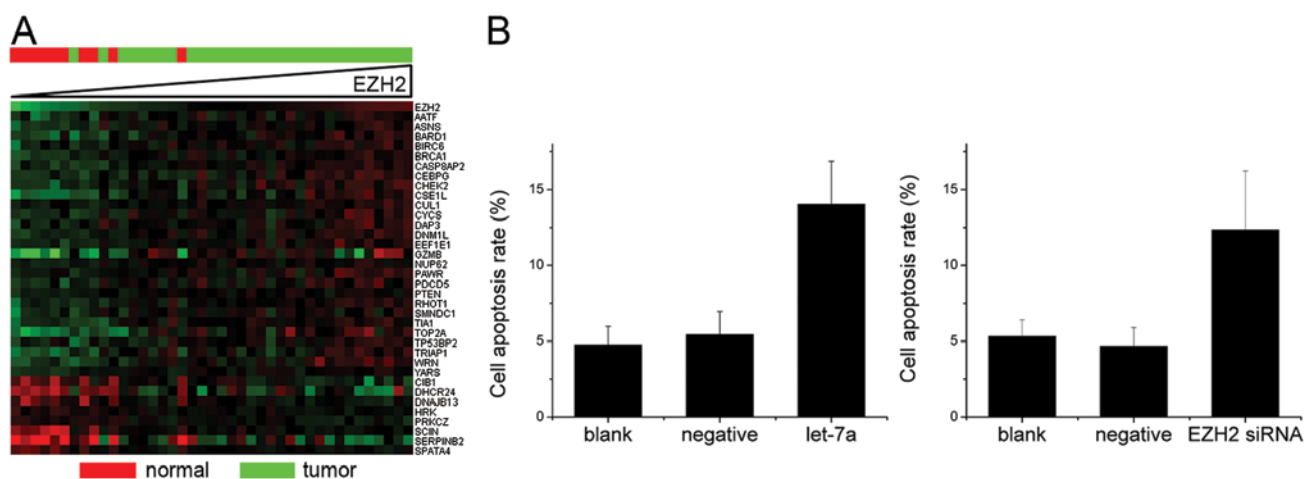 A
B
EZH2
EZH2
AATF
ASNS
BARD1
BIRC6
BRCA1
CASP8AP2
CEBPG
CHEK2
CSE1L
CUL1
CYCS
DAP3
DNM1L
EEF1E1
GZMB
NUP62
PAWR
PDCD5
PTEN
RHOT1
SMNDC1
TIA1
TOP2A
TP53BP2
TRIAP1
WRN
YARS
CIB1
DHCR24
DNAJB13
HRK
PRKCZ
SCIN
SERPINB2
SPATA4
normal tumor
Cell apoptosis rate (%)
15
10
5
0
blank negative let-7a
Cell apoptosis rate (%)
15
10
5
0
blank negative EZH2 siRNA